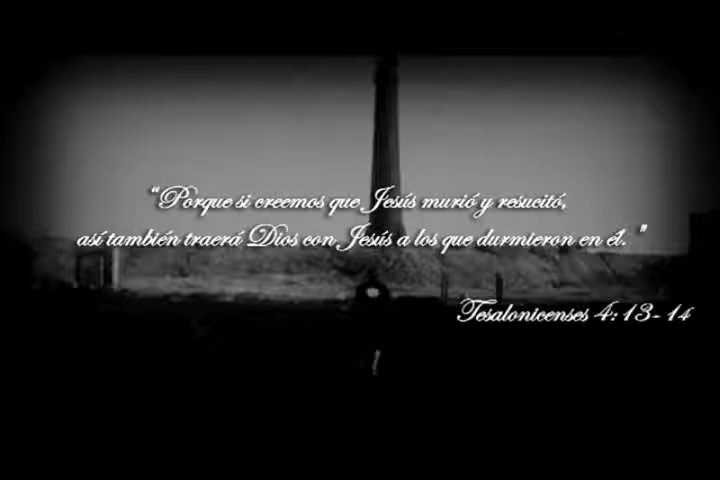 “Porque si creemos que Jesús murió y resucitó,
así también traerá Dios con Jesús a los que durmieron en él. ”
Tesalonicenses 4: 13- 14